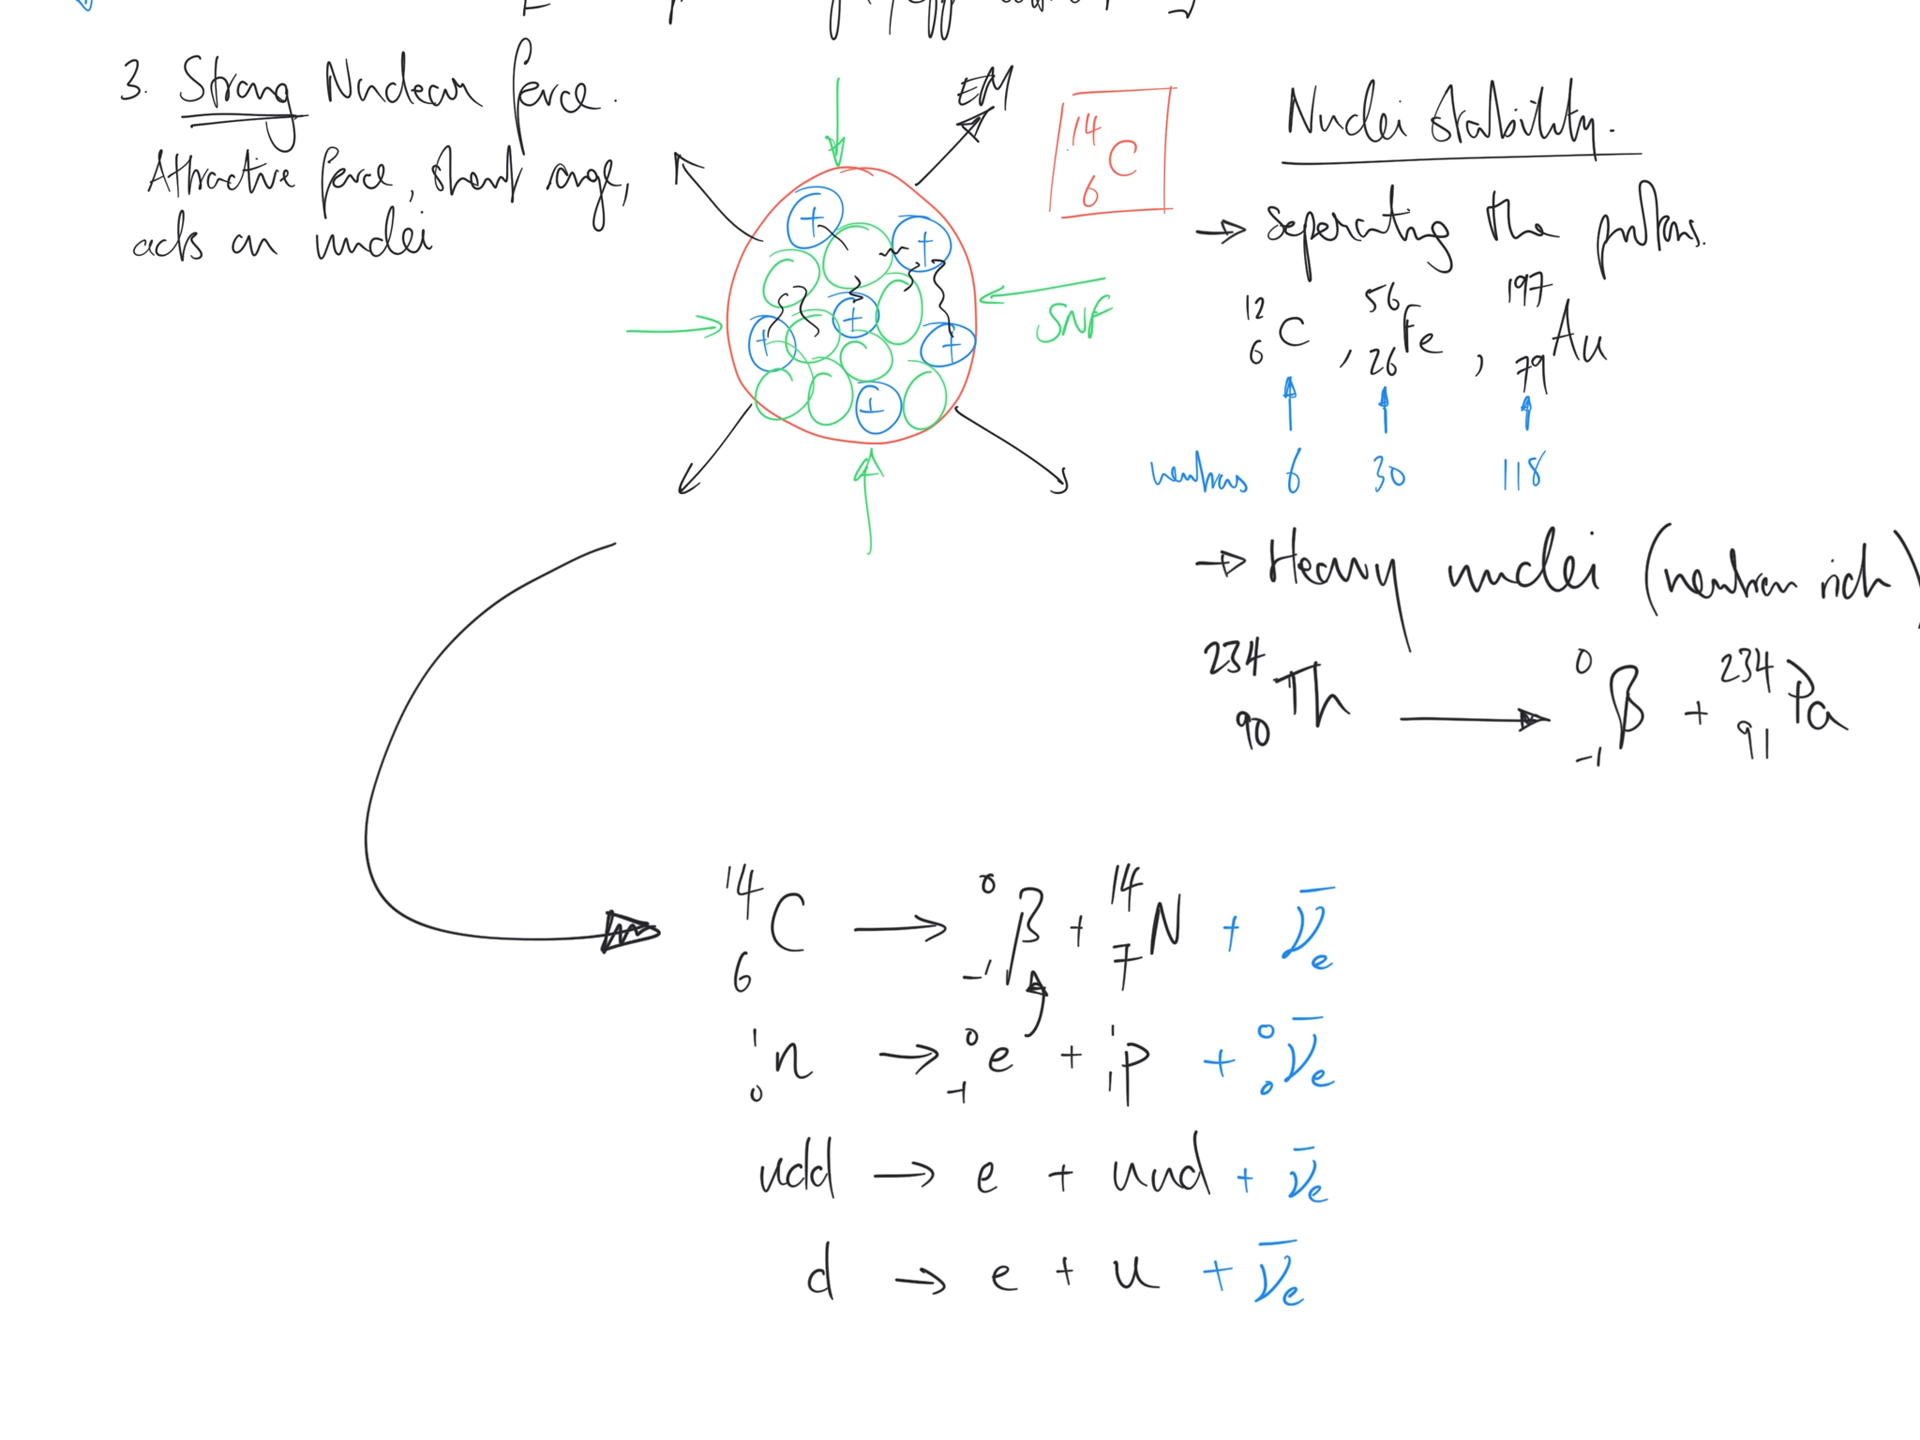 3. Strong Nuclear force.
Attractive force, short range,
acts on nuclei
EM
SNF
14
6 C
Nuclei Stability.
→ Seperating the protons.
12 6 C , 56 26 Fe , 197 79 Au
neutrons 6 30 118
→ Heavy nuclei (neutron rich)
234 90 Th → 0 -1 β + 234 91 Pa
14 6 C → 0 -1 β + 14 7 N + ν̄e
1 0 n → 0 -1 e + 1 1 p + 0 0 ν̄e
udd → e + uud + ν̄e
d → e + u + ν̄e